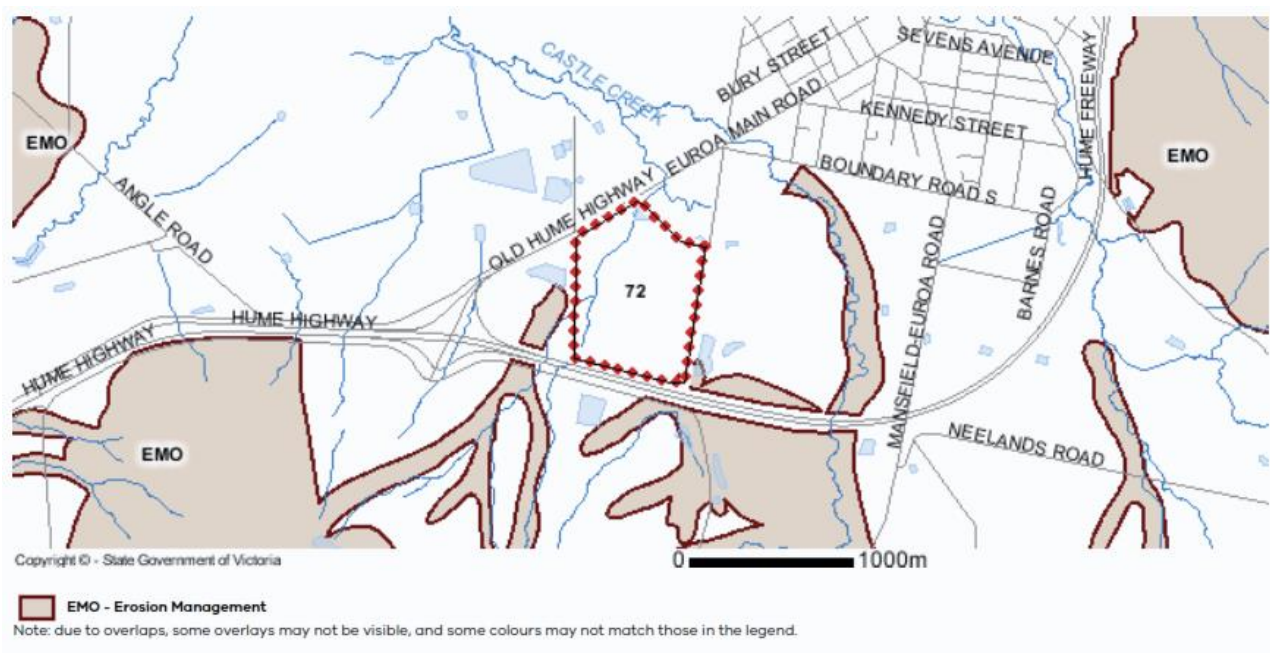 SEVENS AVENUE
CASTLE CREEK
BURY STREET
HUME FREEWAY
EUROA MAIN ROAD
KENNEDY STREET
EMO
EMO
BOUNDARY ROAD S
ANGLE ROAD
OLD HUME HIGHWAY
BARNES ROAD
MANSFIELD-EUROA ROAD
72
HUME HIGHWAY
HUME HIGHWAY
NEELANDS ROAD
EMO
Copyright © - State Government of Victoria
0 1000m
EMO - Erosion Management
Note: due to overlaps, some overlays may not be visible, and some colours may not match those in the legend.